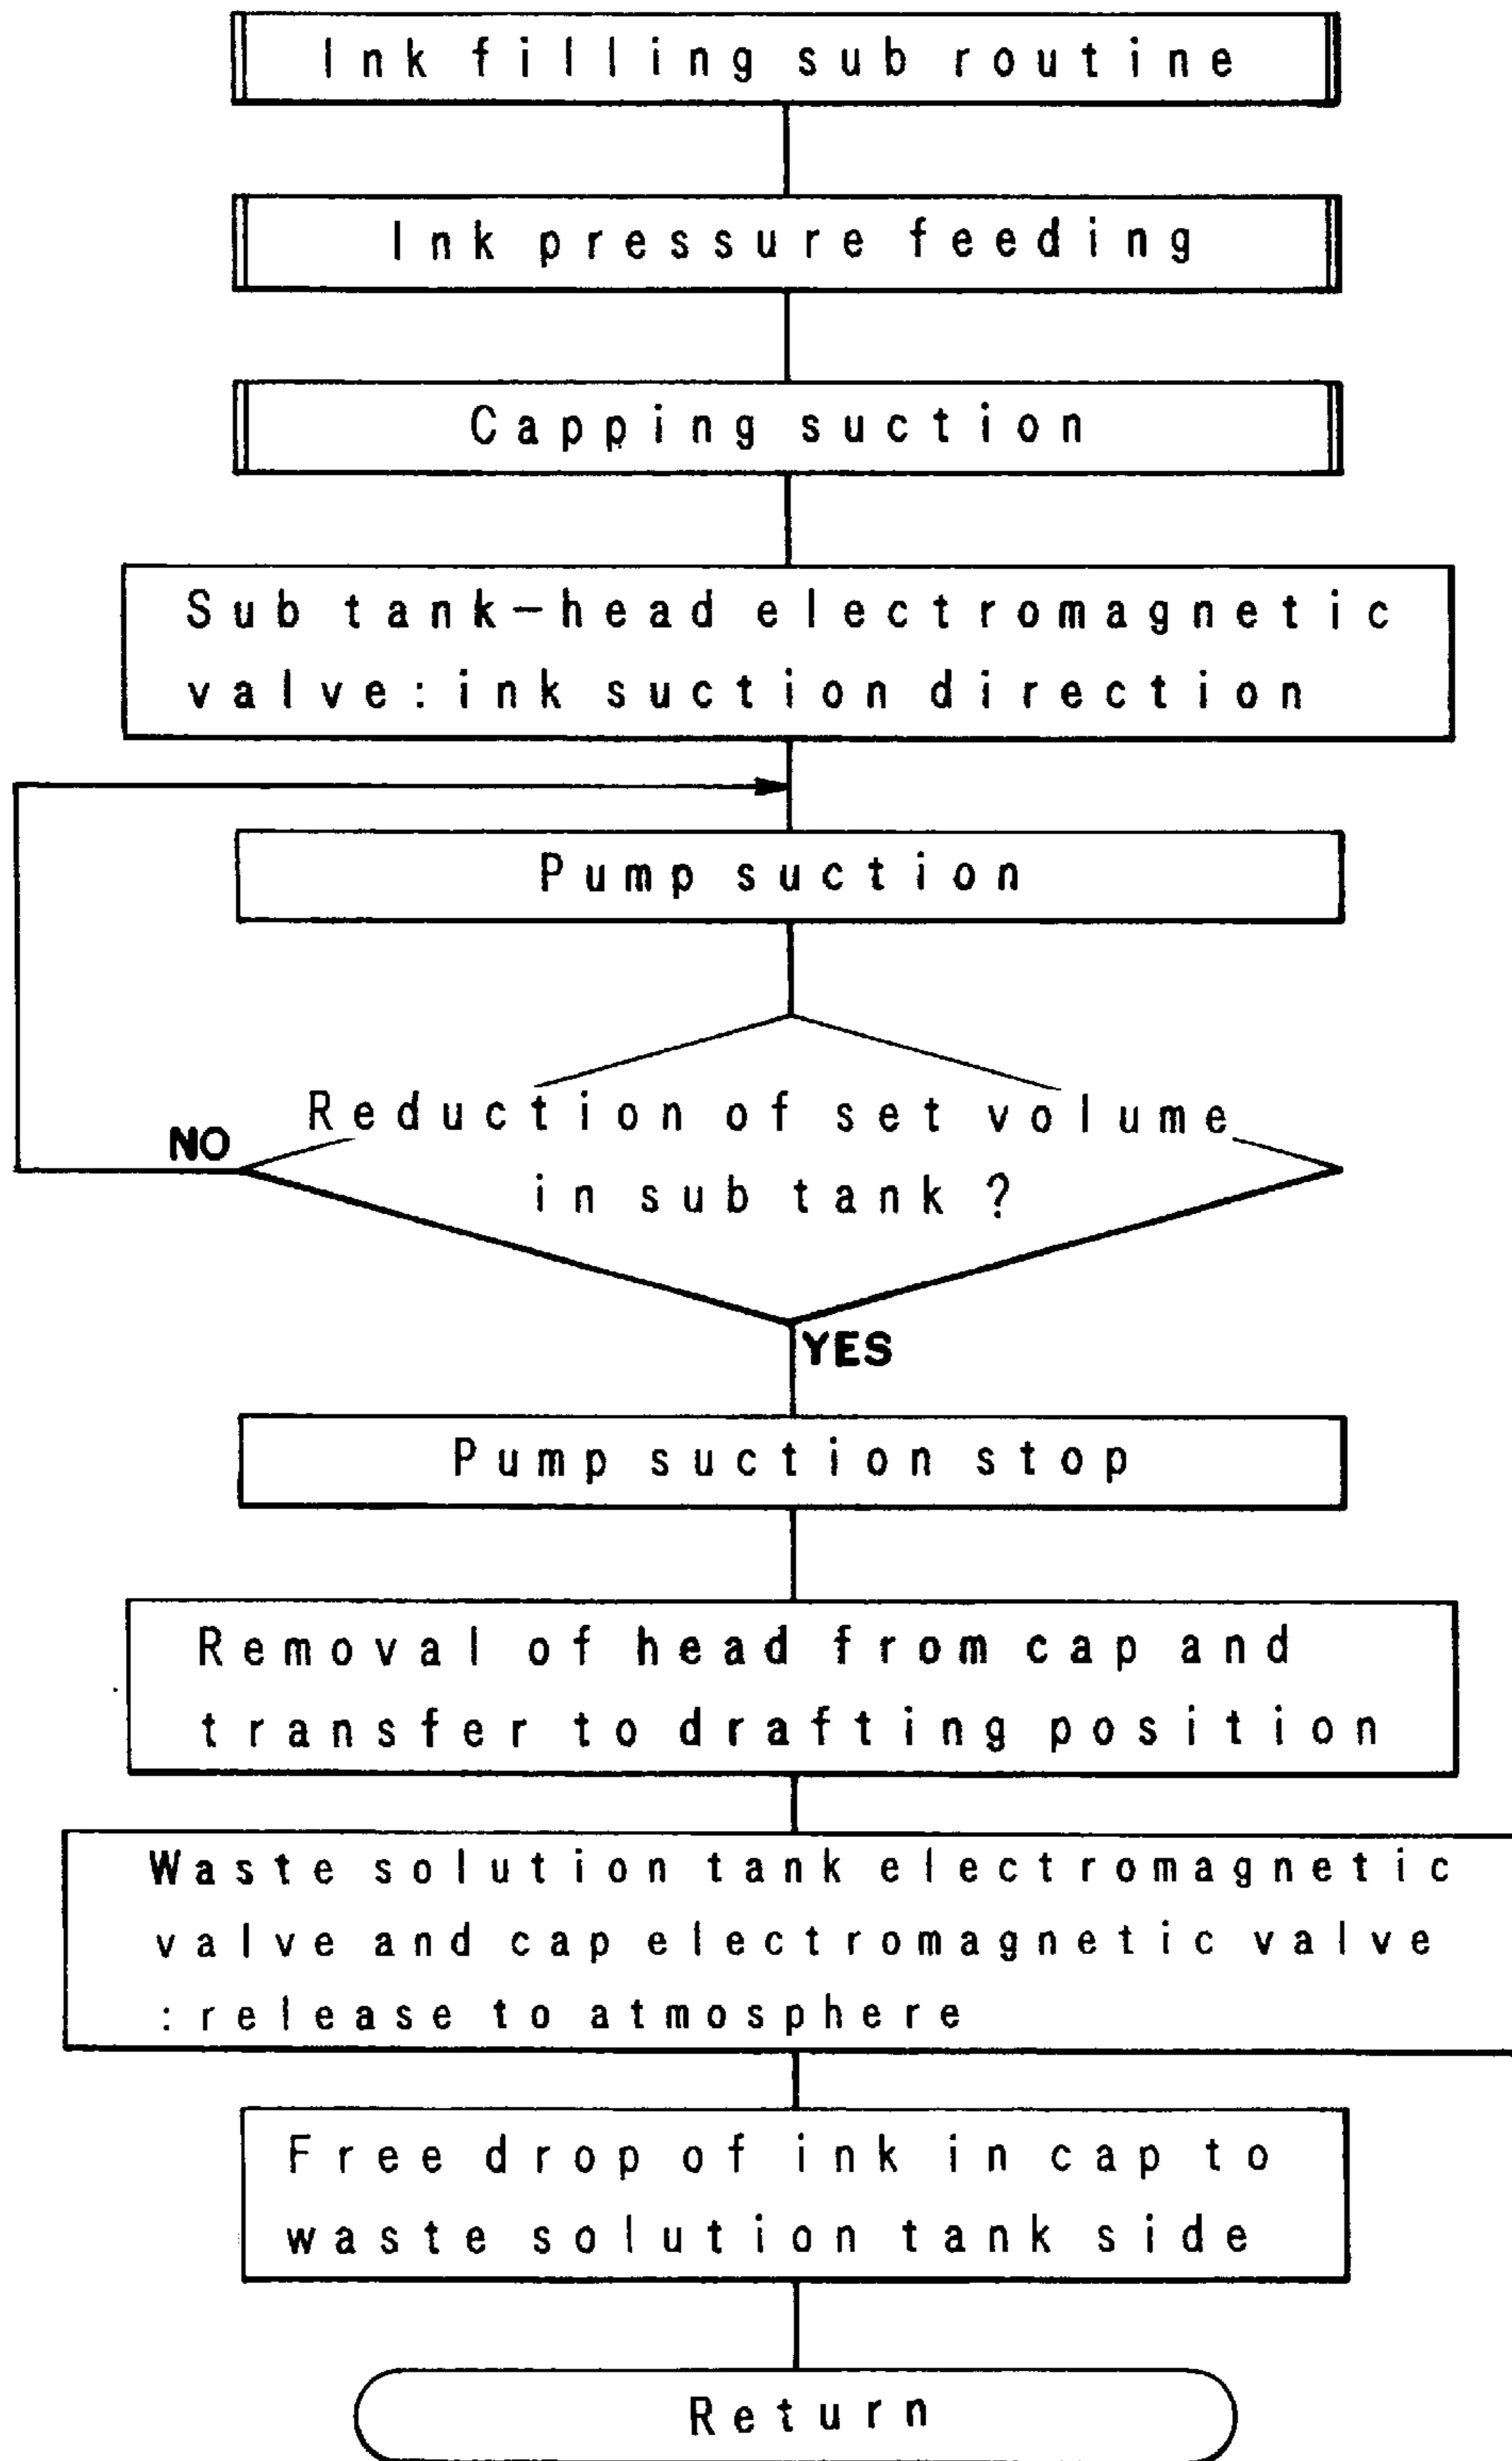 Ink filling sub routine
Ink pressure feeding
Capping suction
Sub tank-head electromagnetic
valve:ink suction direction
Pump suction
Reduction of set volume
in sub tank ?
NO
YES
Pump suction stop
Removal of head from cap and
transfer to drafting position
Waste solution tank electromagnetic
valve and cap electromagnetic valve
:release to atmosphere
Free drop of ink in cap to
waste solution tank side
Return